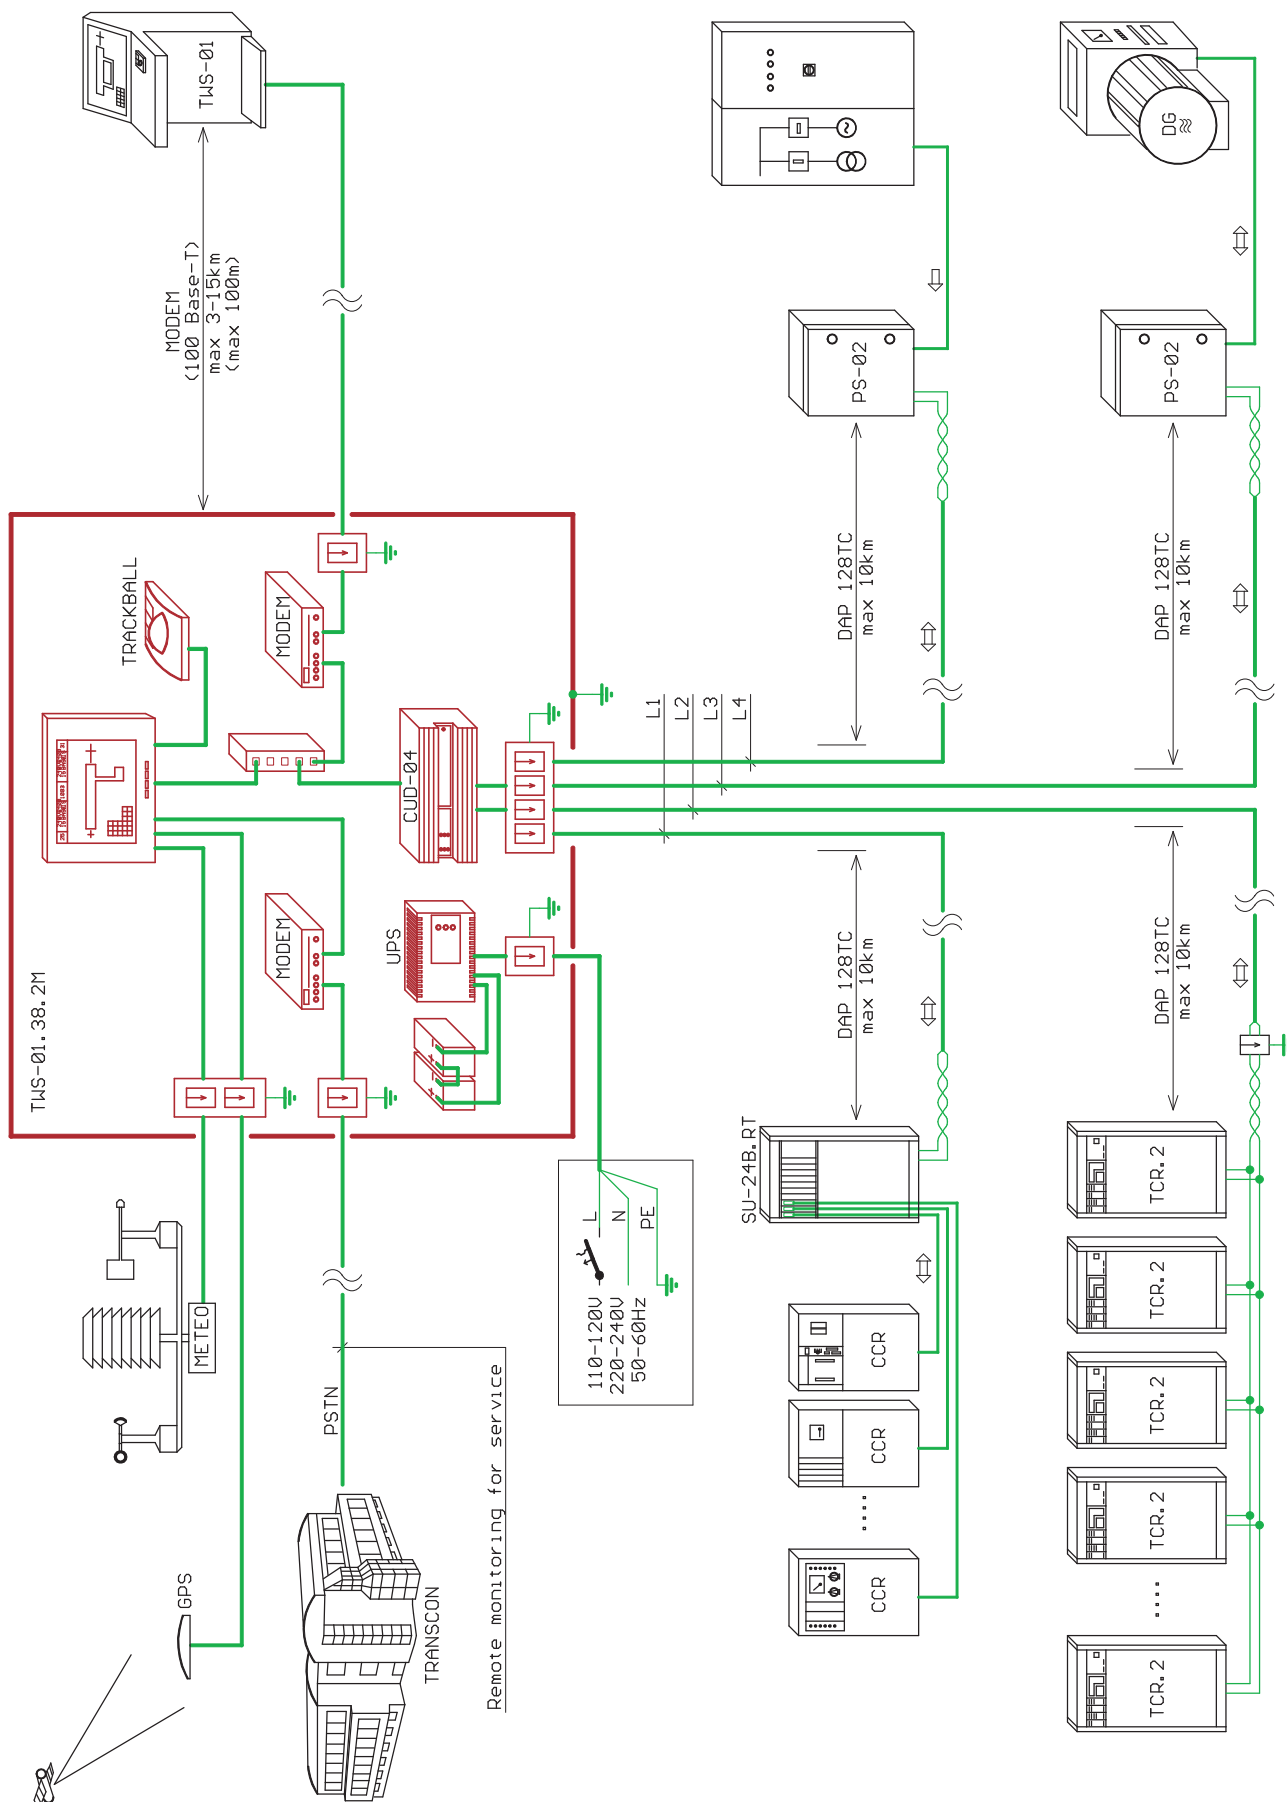 GPS
METEO
TRANSCON
PSTN
Remote monitoring for service
TWS-01.38.2M
TRACKBALL
MODEM
MODEM
UPS
CUD-04
MODEM
(100 Base-T)
max 3-15km
(max 100m)
TWS-01
L
N
PE
110-120V
220-240V
50-60Hz
L1
L2
L3
L4
SU-24B.RT
CCR
CCR
CCR
DAP 128TC
max 10km
DAP 128TC
max 10km
PS-02
TCR.2
TCR.2
TCR.2
TCR.2
TCR.2
DAP 128TC
max 10km
DAP 128TC
max 10km
PS-02
DG